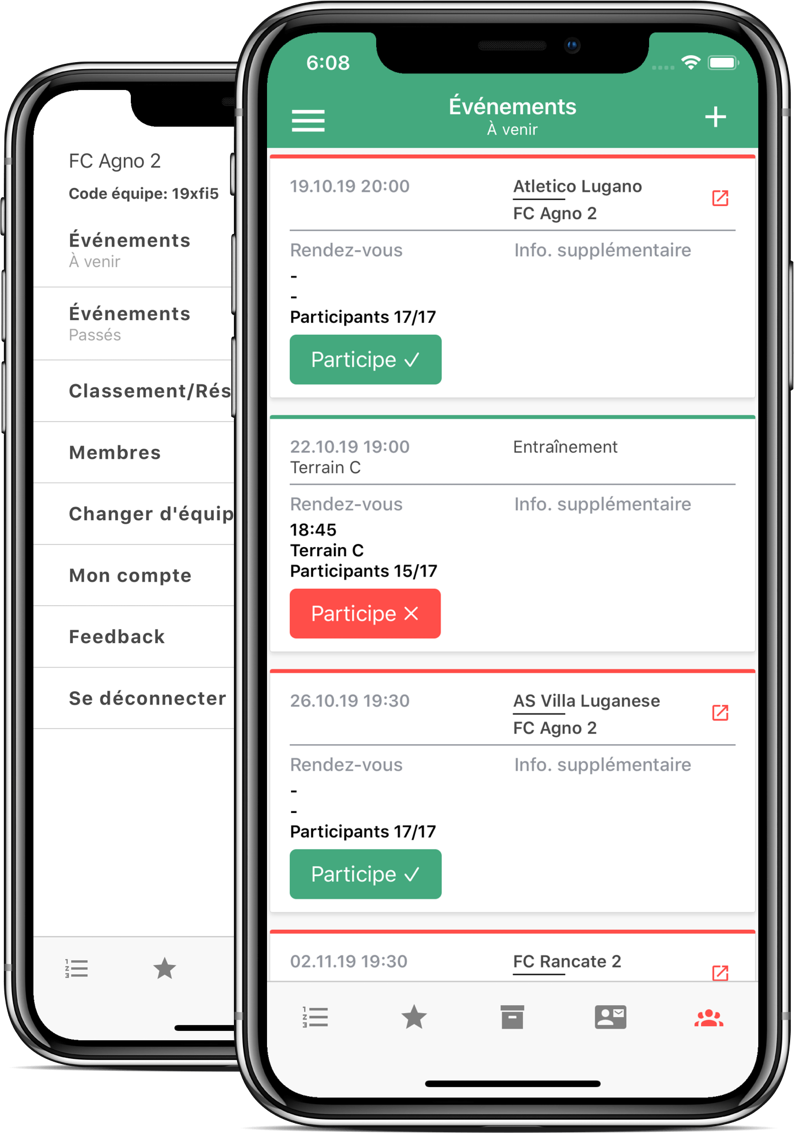 FC Agno 2
Code équipe: 19xfi5
Événements
À venir
Événements
Passés
Classement/Rés
Membres
Changer d'équip
Mon compte
Feedback
Se déconnecter
6:08
Événements
À venir
19.10.19 20:00
Atletico Lugano
FC Agno 2
Rendez-vous
Info. supplémentaire
-
-
Participants 17/17
Participe ✓
22.10.19 19:00
Terrain C
Entraînement
Rendez-vous
Info. supplémentaire
18:45
Terrain C
Participants 15/17
Participe ✕
26.10.19 19:30
AS Villa Luganese
FC Agno 2
Rendez-vous
Info. supplémentaire
-
-
Participants 17/17
Participe ✓
02.11.19 19:30
FC Rancate 2